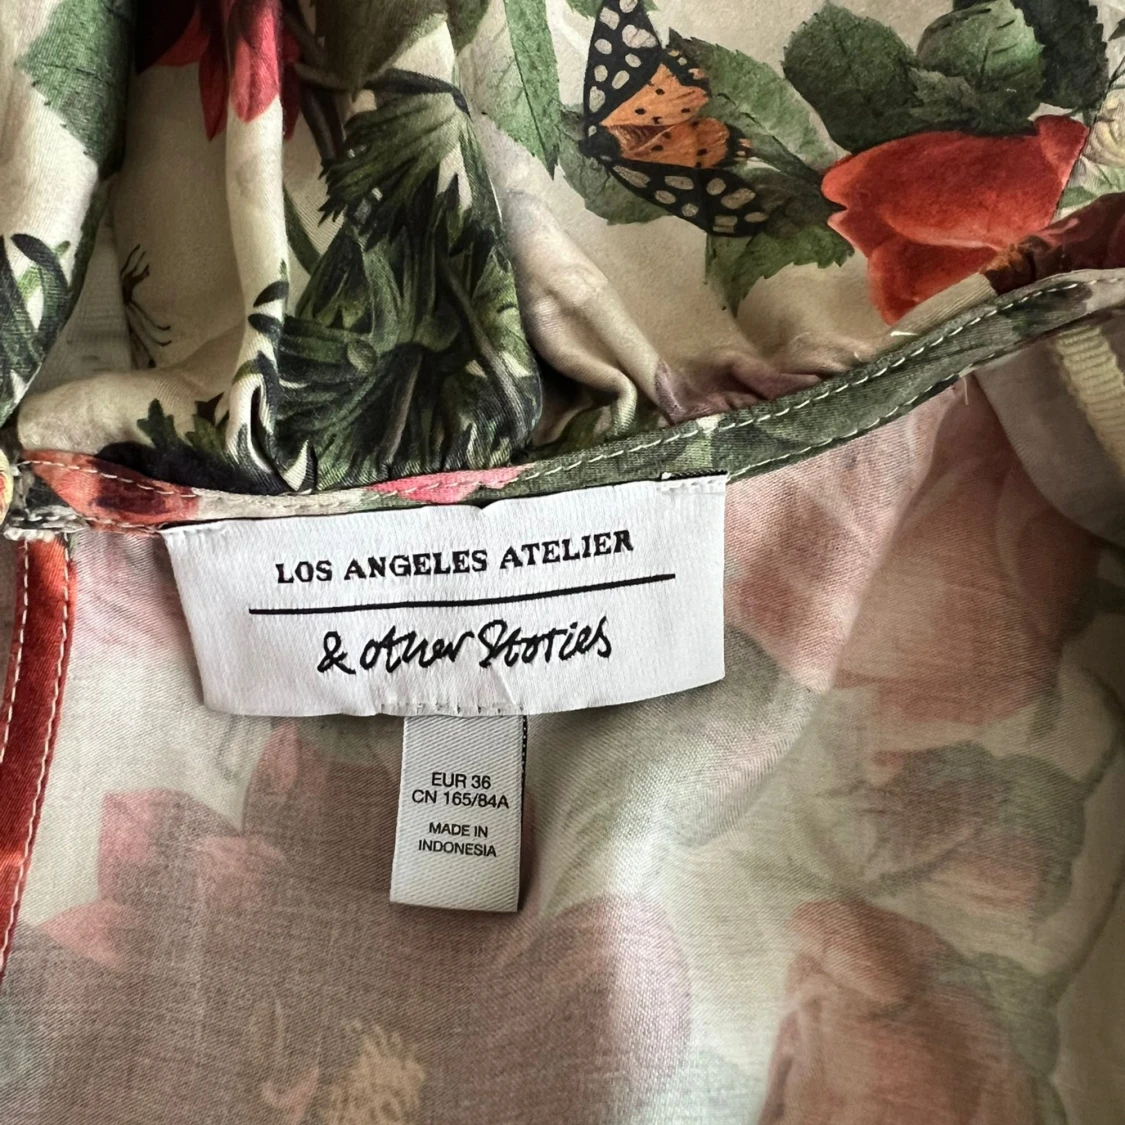 LOS ANGELES ATELIER
& other Stories
EUR 36
CN 165/84A
MADE IN
INDONESIA